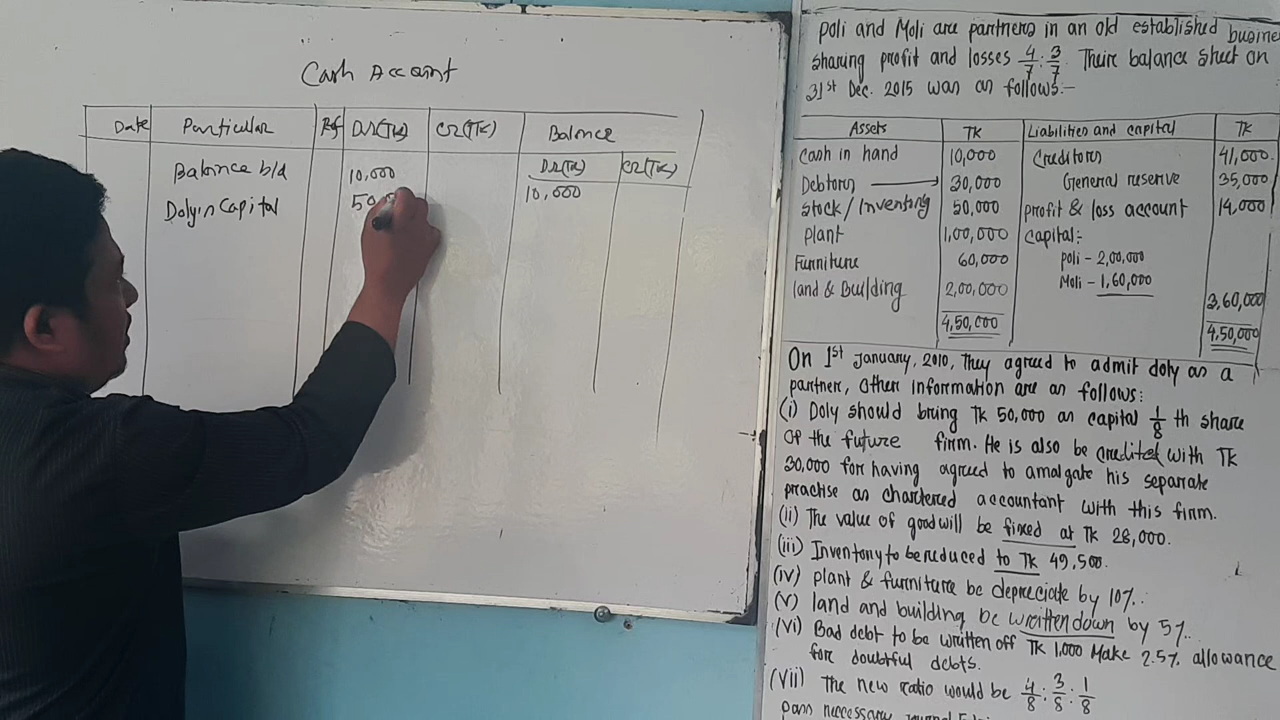 Cash Account
Date Particular Ref Dr(TK) Cr(TK) Balance
Dr(TK) Cr(TK)
Balance b/d 10,000 10,000
Doly in Capital 50
Poli and Moli are partners in an old established busine
sharing profit and losses 4/7 : 3/7. Their balance sheet on
31st Dec. 2015 was as follows:-
Assets TK Liabilities and capital TK
Cash in hand 10,000 Creditors 41,000
Debtors 30,000 General reserve 35,000
Stock/Inventory 50,000 profit & loss account 14,000
Plant 1,00,000 Capital:-
Furniture 60,000 Poli - 2,00,000
land & Building 2,00,000 Moli - 1,60,000
3,60,000
4,50,000 4,50,000
On 1st January, 2010, They agreed to admit doly as a
partner, Other information are as follows:
(i) Doly should bring TK 50,000 as capital 1/8 th share
of the future firm. He is also be credited with TK
30,000 for having agreed to amalgate his separate
practise as chartered accountant with this firm.
(ii) The value of goodwill be fixed at TK 28,000.
(iii) Inventory to be reduced to TK 49,500.
(iv) plant & furniture be depreciate by 10%.
(v) land and building be written down by 5%.
(vi) Bad debt to be written off TK 1,000 Make 2.5% allowance
for doubtful debts.
(vii) The new ratio would be 4/8 : 3/8 : 1/8
pass necessary journal